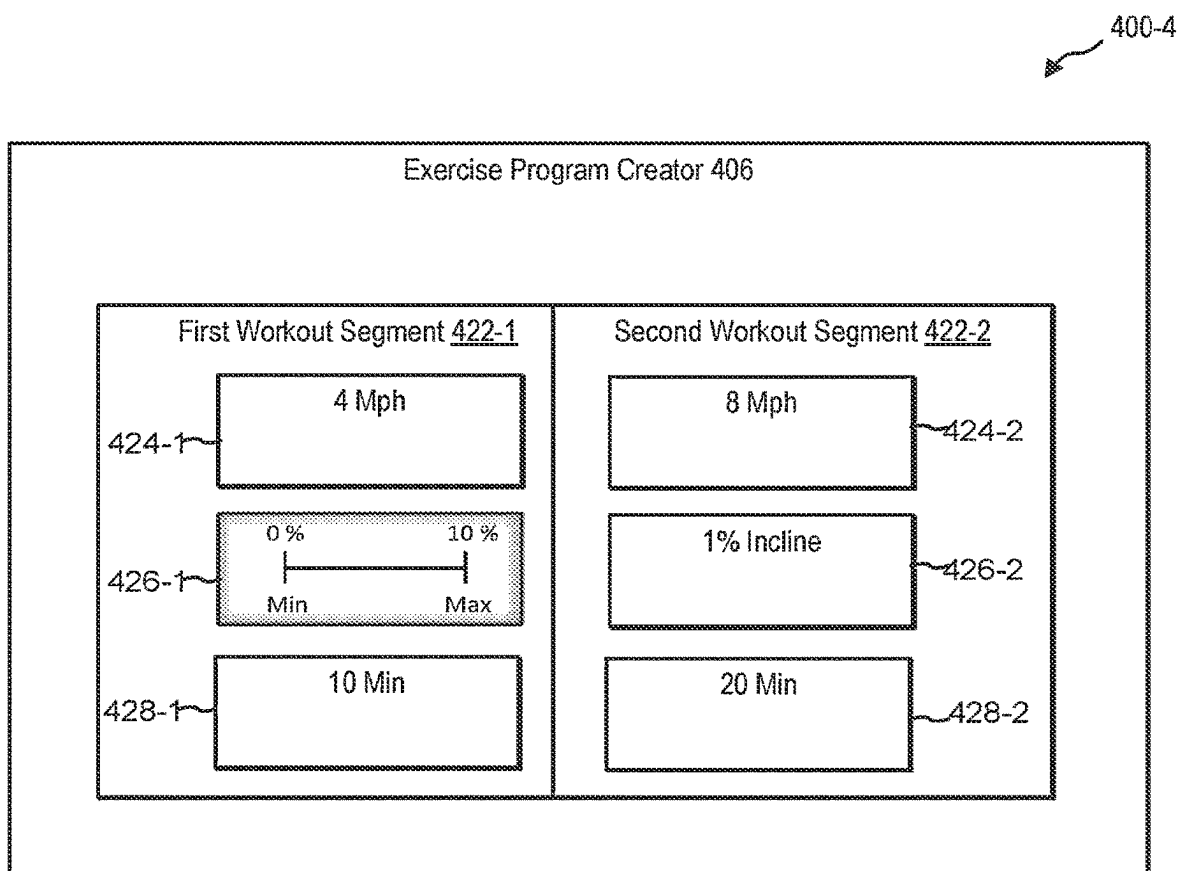 400-4
Exercise Program Creator 406
First Workout Segment 422-1
4 Mph
424-1
0 %
10 %
Min
Max
426-1
10 Min
428-1
Second Workout Segment 422-2
8 Mph
424-2
1% Incline
426-2
20 Min
428-2